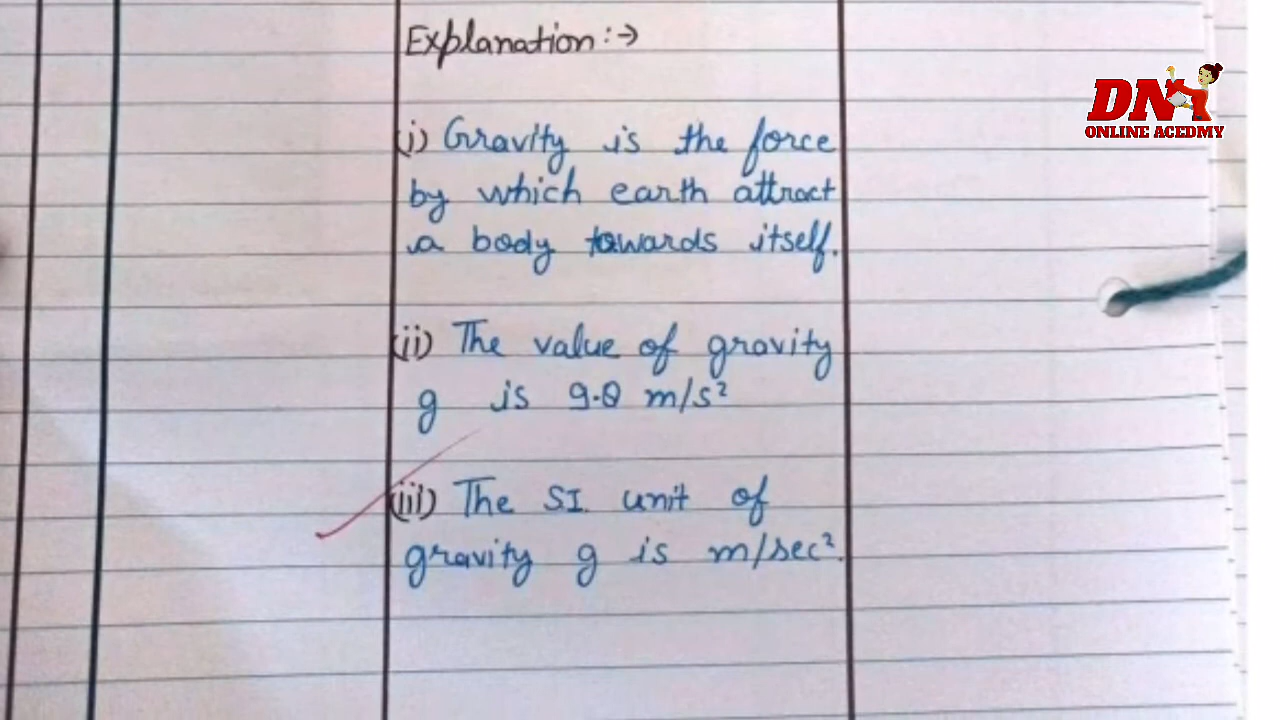 Explanation :→
(i) Gravity is the force
by which earth attract
a body towards itself.
(ii) The value of gravity
g is 9.8 m/s²
(iii) The SI. unit of
gravity g is m/sec².
DNA
ONLINE ACEDMY